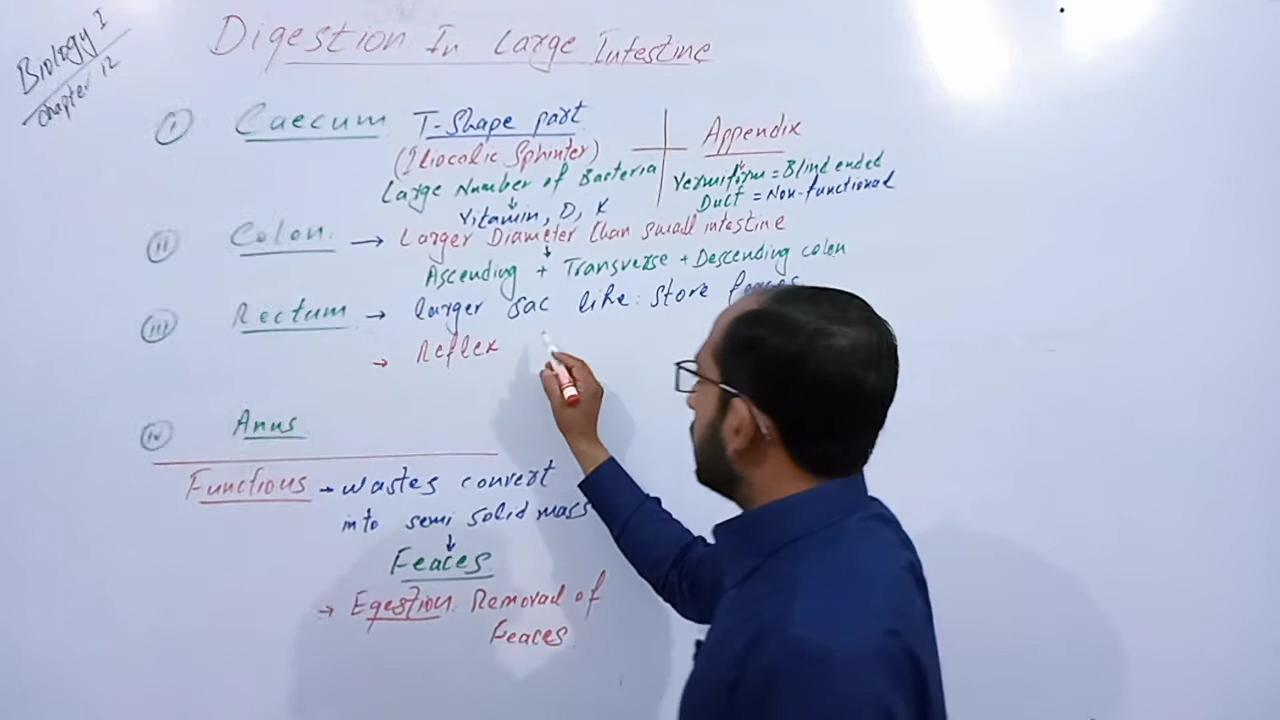 Biology I
Chapter 12
Digestion In Large Intestine
(i) Caecum T-Shape part
(Iliocalic Sphinter)
Large Number of Bacteria
Vitamin, D, K
Appendix
Vermiform = Blind ended
Duct = Non-functional
(ii) Colon → Larger Diameter than small intestine
Ascending + Transverse + Descending colon
(iii) Rectum → larger sac like: store feaces
→ Reflex
(iv) Anus
Functions → wastes convert
into semi solid mass
Feaces
→ Egestion: Removal of
Feaces